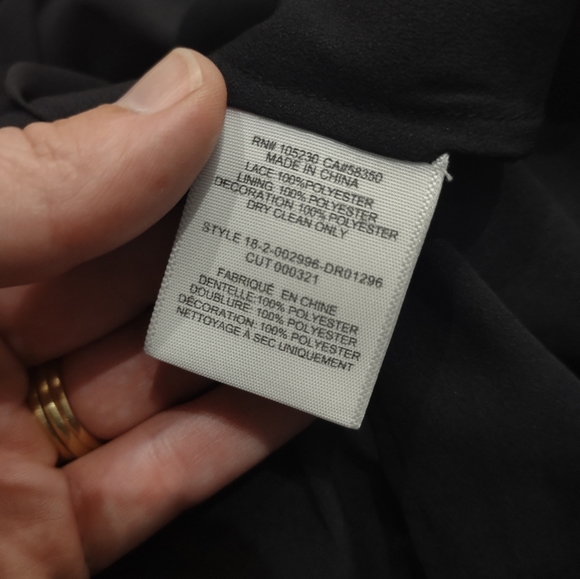 RN# 105230 CA#58350
MADE IN CHINA
LACE:100%POLYESTER
LINING: 100% POLYESTER
DECORATION:100% POLYESTER
DRY CLEAN ONLY
STYLE 18-2-002996-DR01296
CUT 000321
FABRIQUÉ EN CHINE
DENTELLE:100% POLYESTER
DOUBLURE: 100% POLYESTER
DÉCORATION: 100% POLYESTER
NETTOYAGE À SEC UNIQUEMENT